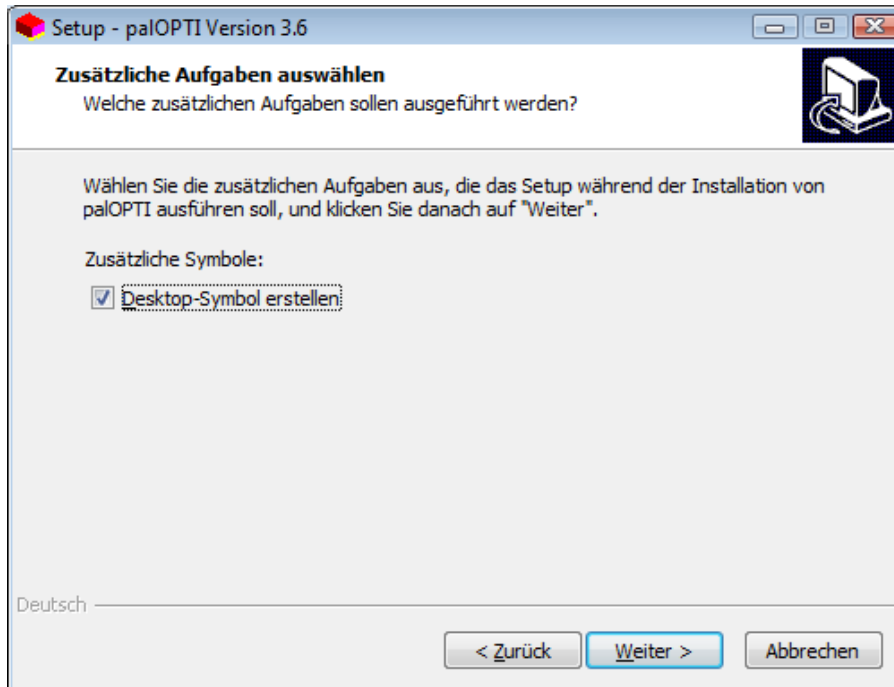 Setup - palOPTI Version 3.6
Zusätzliche Aufgaben auswählen
Welche zusätzlichen Aufgaben sollen ausgeführt werden?
Wählen Sie die zusätzlichen Aufgaben aus, die das Setup während der Installation von
palOPTI ausführen soll, und klicken Sie danach auf "Weiter".
Zusätzliche Symbole:
Desktop-Symbol erstellen
Deutsch
< Zurück
Weiter >
Abbrechen